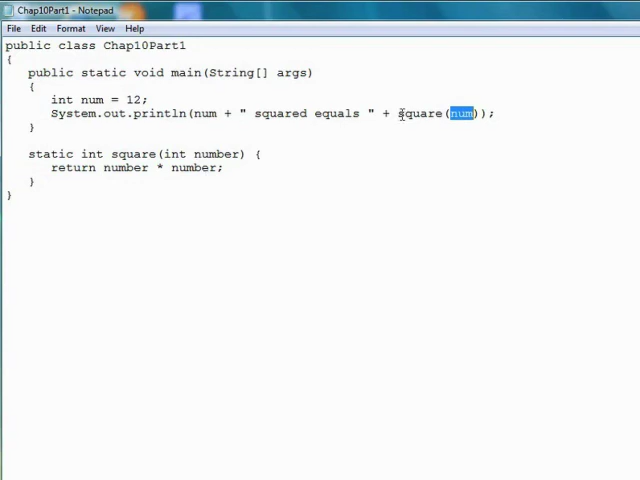 Chap10Part1 - Notepad
File Edit Format View Help
public class Chap10Part1
{
public static void main(String[] args)
{
int num = 12;
System.out.println(num + " squared equals " + square(num));
}
static int square(int number) {
return number * number;
}
}